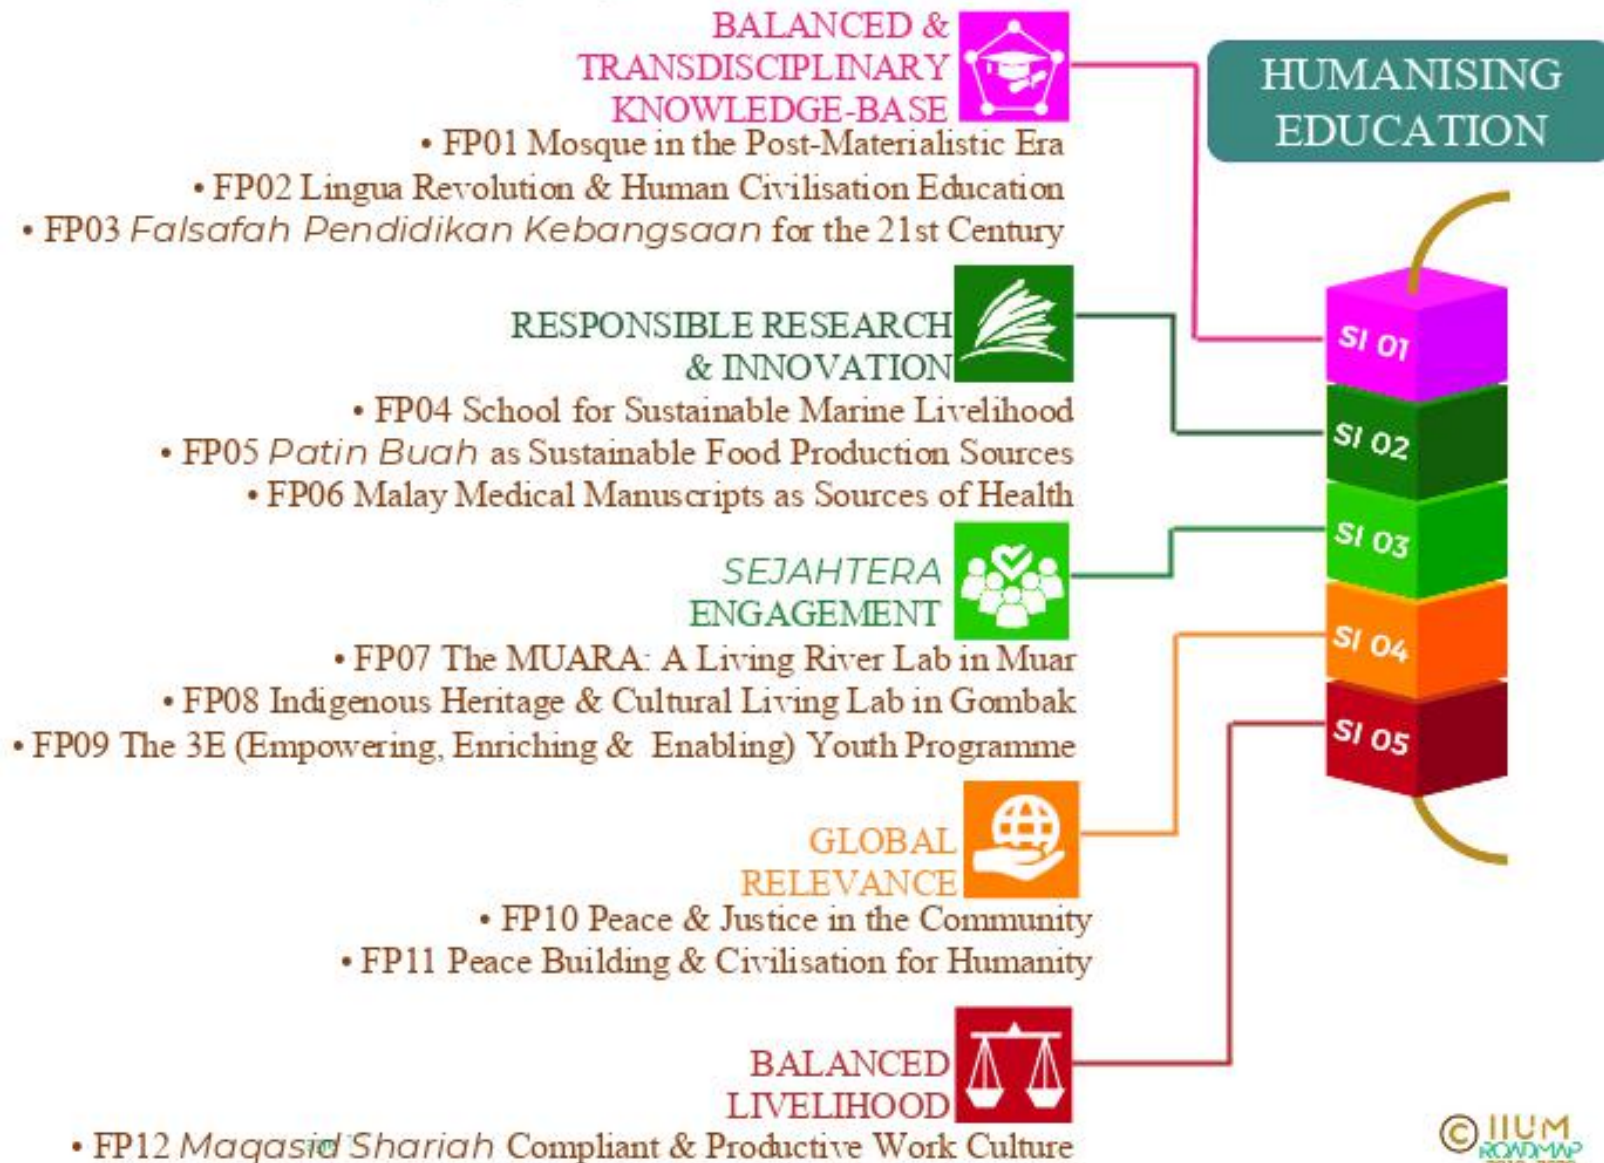 BALANCED &
TRANSDISCIPLINARY
KNOWLEDGE-BASE
• FP01 Mosque in the Post-Materialistic Era
• FP02 Lingua Revolution & Human Civilisation Education
• FP03 Falsafah Pendidikan Kebangsaan for the 21st Century
RESPONSIBLE RESEARCH
& INNOVATION
• FP04 School for Sustainable Marine Livelihood
• FP05 Patin Buah as Sustainable Food Production Sources
• FP06 Malay Medical Manuscripts as Sources of Health
SEJAHTERA
ENGAGEMENT
• FP07 The MUARA: A Living River Lab in Muar
• FP08 Indigenous Heritage & Cultural Living Lab in Gombak
• FP09 The 3E (Empowering, Enriching & Enabling) Youth Programme
GLOBAL
RELEVANCE
• FP10 Peace & Justice in the Community
• FP11 Peace Building & Civilisation for Humanity
BALANCED
LIVELIHOOD
• FP12 Maqasid Shariah Compliant & Productive Work Culture
HUMANISING
EDUCATION
SI 01
SI 02
SI 03
SI 04
SI 05
© IIUM
ROADMAP